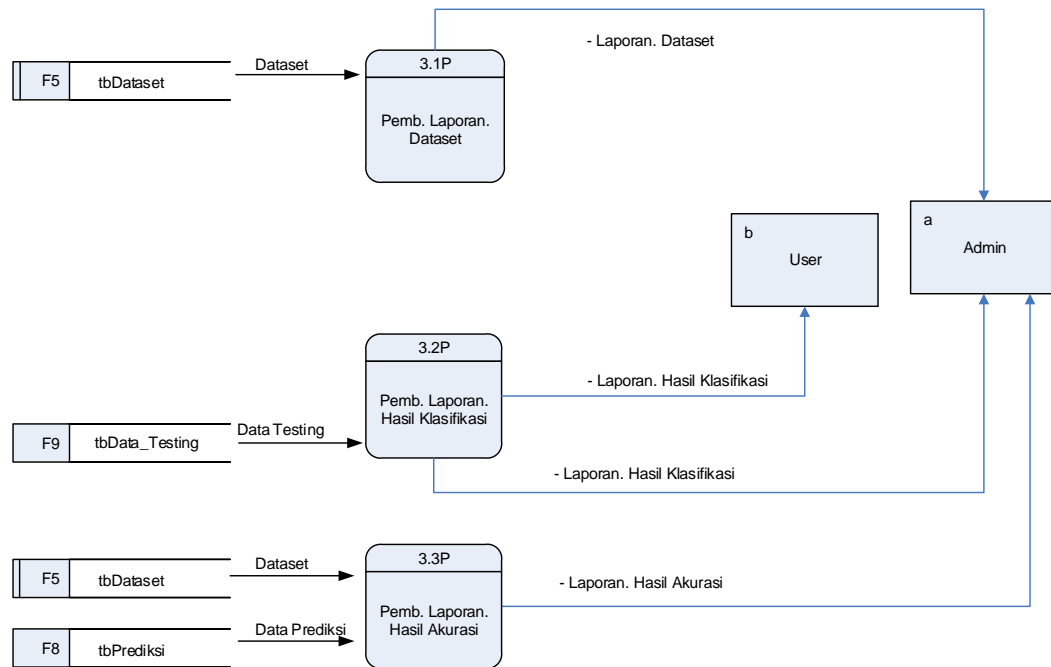 - Laporan. Dataset
Dataset
F5
tbDataset
3.1P
Pemb. Laporan.
Dataset
b
User
a
Admin
3.2P
Pemb. Laporan.
Hasil Klasifikasi
- Laporan. Hasil Klasifikasi
F9
tbData_Testing
Data Testing
- Laporan. Hasil Klasifikasi
F5
tbDataset
Dataset
3.3P
Pemb. Laporan.
Hasil Akurasi
- Laporan. Hasil Akurasi
F8
tbPrediksi
Data Prediksi